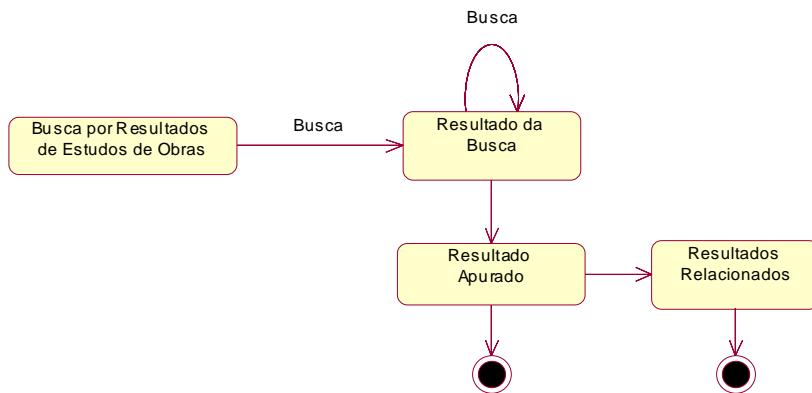 Busca
Busca por Resultados
de Estudos de Obras
Busca
Resultado da
Busca
Resultado
Apurado
Resultados
Relacionados